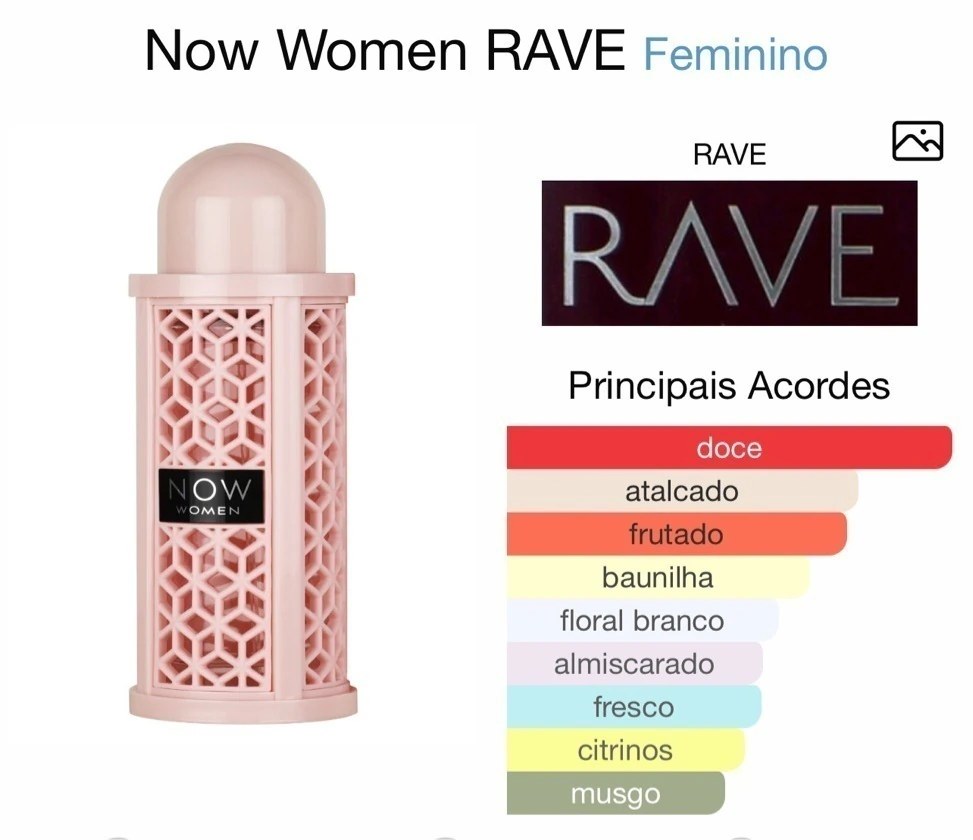 Now Women RAVE Feminino
RAVE
RAVE
Principais Acordes
doce
atalcado
frutado
baunilha
floral branco
almiscarado
fresco
citrinos
musgo
NOW
WOMEN